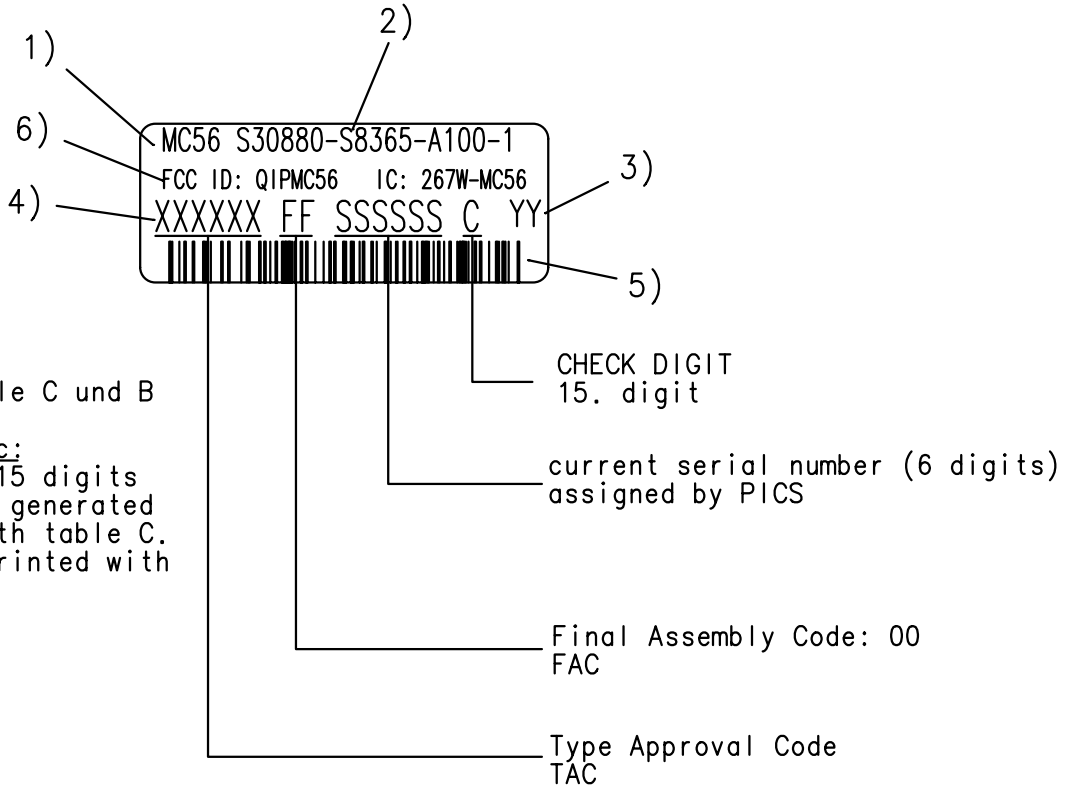 2)
1)
MC56 S30880-S8365-A100-1
6)
FCC ID: QIPMC56 IC: 267W-MC56
3)
4)
XXXXXX FF SSSSSS C YY
5)
CHECK DIGIT
15. digit
le C und B
c:
15 digits
generated
th table C.
rinted with
current serial number (6 digits)
assigned by PICS
Final Assembly Code: 00
FAC
Type Approval Code
TAC